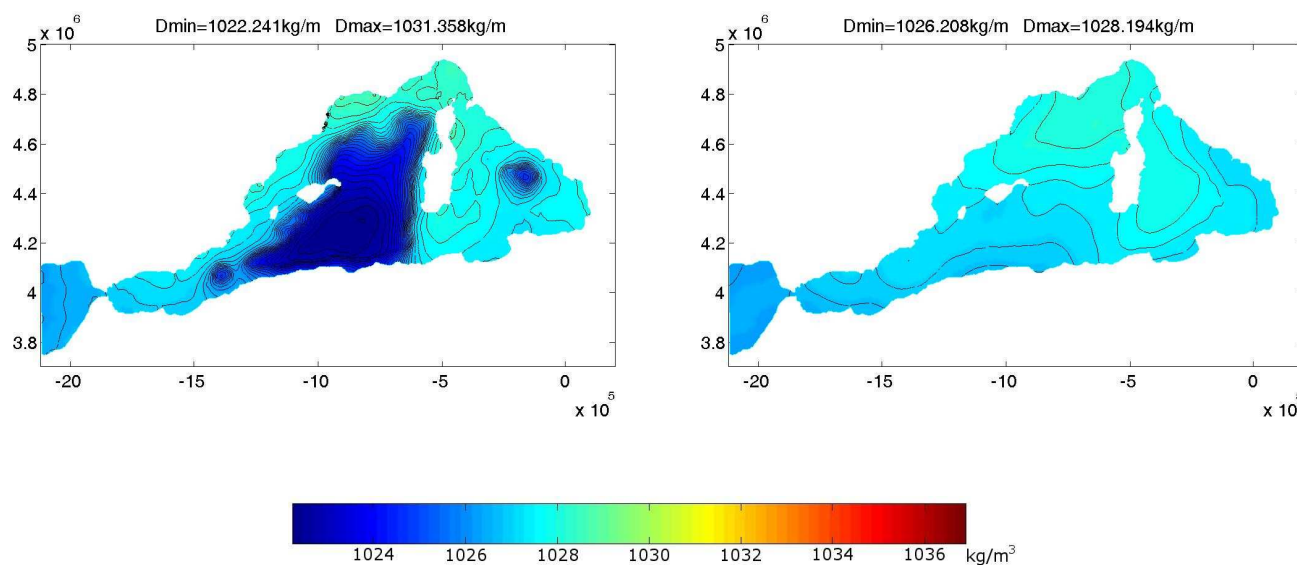 Dmin=1022.241kg/m   Dmax=1031.358kg/m
x 10^6
5
4.8
4.6
4.4
4.2
4
3.8
-20 -15 -10 -5 0
x 10^5
Dmin=1026.208kg/m   Dmax=1028.194kg/m
x 10^6
5
4.8
4.6
4.4
4.2
4
3.8
-20 -15 -10 -5 0
x 10^5
1024 1026 1028 1030 1032 1034 1036 kg/m^3